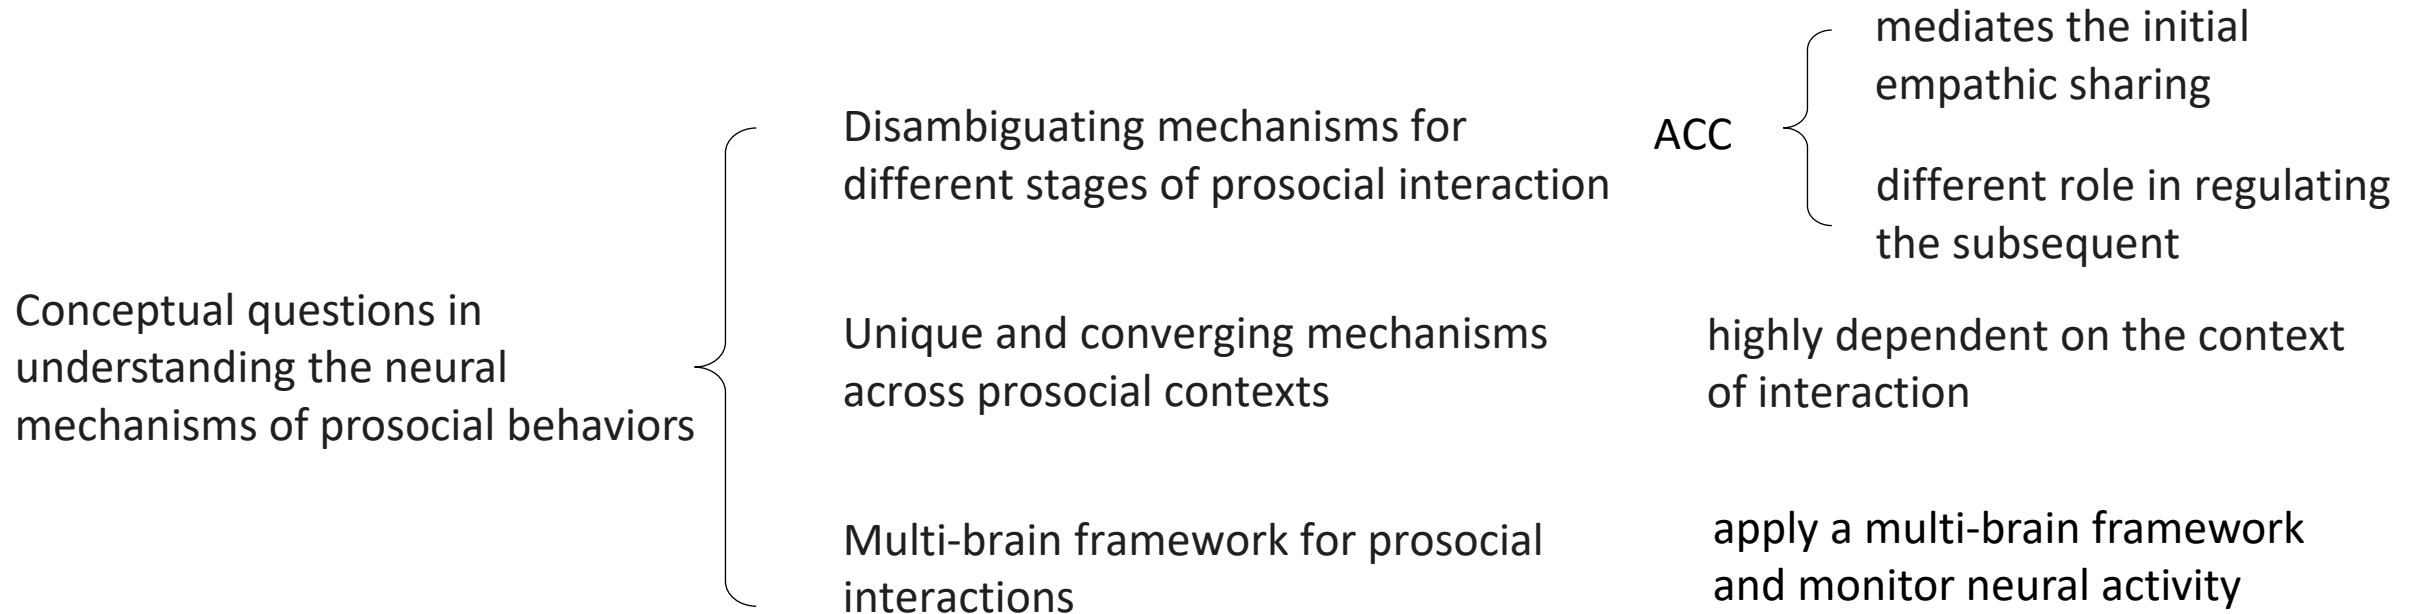 Conceptual questions in
understanding the neural
mechanisms of prosocial behaviors
Disambiguating mechanisms for
different stages of prosocial interaction
ACC
mediates the initial
empathic sharing
different role in regulating
the subsequent
Unique and converging mechanisms
across prosocial contexts
highly dependent on the context
of interaction
Multi-brain framework for prosocial
interactions
apply a multi-brain framework
and monitor neural activity